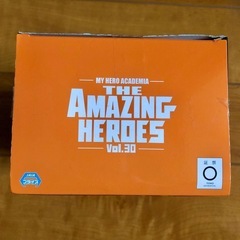 MY HERO ACADEMIA
THE
AMAZING
HEROES
Vol.30